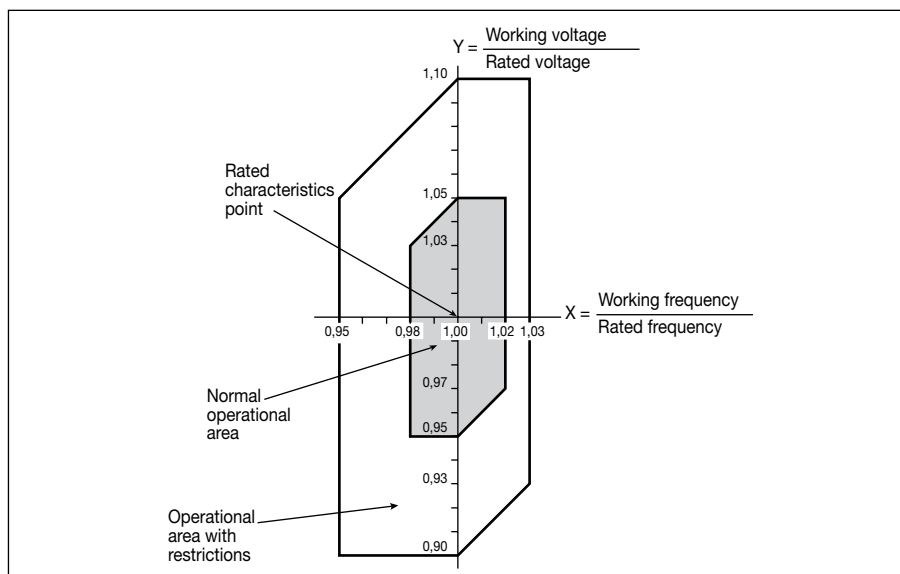 Y = Working voltage
Rated voltage
1,10
Rated
characteristics
point
1,05
1,03
X = Working frequency
Rated frequency
0,95 0,98 1,00 1,02 1,03
Normal
operational
area
0,97
0,95
0,93
Operational
area with
restrictions
0,90